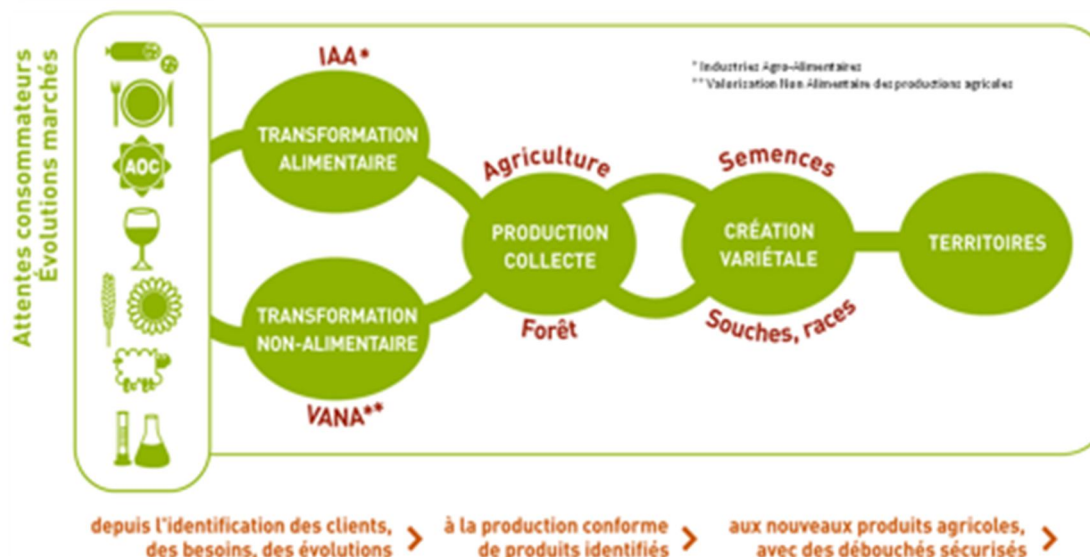 Attentes consommateurs
Évolutions marchés
AOC
IAA*
TRANSFORMATION
ALIMENTAIRE
TRANSFORMATION
NON-ALIMENTAIRE
VANA**
Agriculture
PRODUCTION
COLLECTE
Forêt
Semences
CRÉATION
VARIÉTALE
Souches, races
TERRITOIRES
* Industries Agro-Alimentaires
** Valorisation Non Alimentaire des productions agricoles
depuis l'identification des clients,
des besoins, des évolutions
à la production conforme
de produits identifiés
aux nouveaux produits agricoles,
avec des débouchés sécurisés